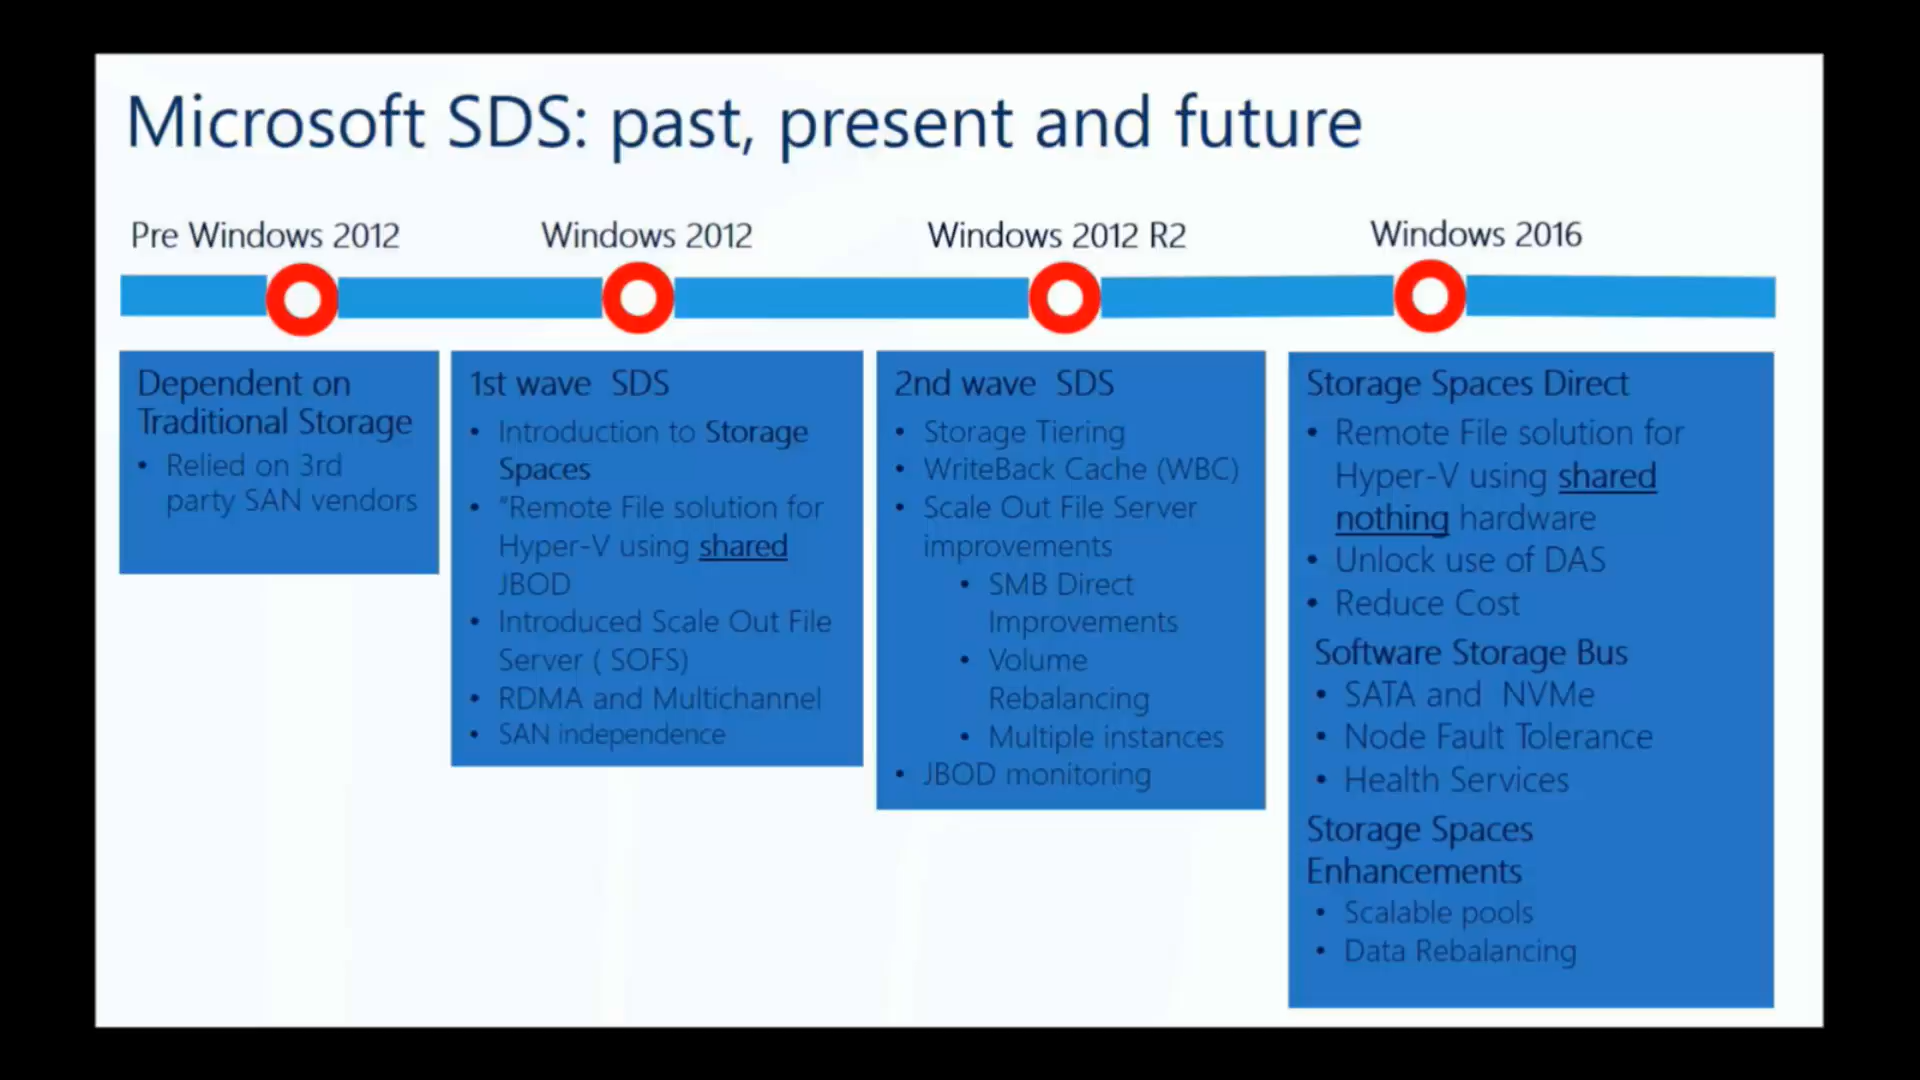 Microsoft SDS: past, present and future
Pre Windows 2012
Windows 2012
Windows 2012 R2
Windows 2016
Dependent on
Traditional Storage
• Relied on 3rd
party SAN vendors
1st wave SDS
• Introduction to Storage
Spaces
• "Remote File solution for
Hyper-V using shared
JBOD
• Introduced Scale Out File
Server ( SOFS)
• RDMA and Multichannel
• SAN independence
2nd wave SDS
• Storage Tiering
• WriteBack Cache (WBC)
• Scale Out File Server
improvements
• SMB Direct
Improvements
• Volume
Rebalancing
• Multiple instances
• JBOD monitoring
Storage Spaces Direct
• Remote File solution for
Hyper-V using shared
nothing hardware
• Unlock use of DAS
• Reduce Cost
Software Storage Bus
• SATA and NVMe
• Node Fault Tolerance
• Health Services
Storage Spaces
Enhancements
• Scalable pools
• Data Rebalancing